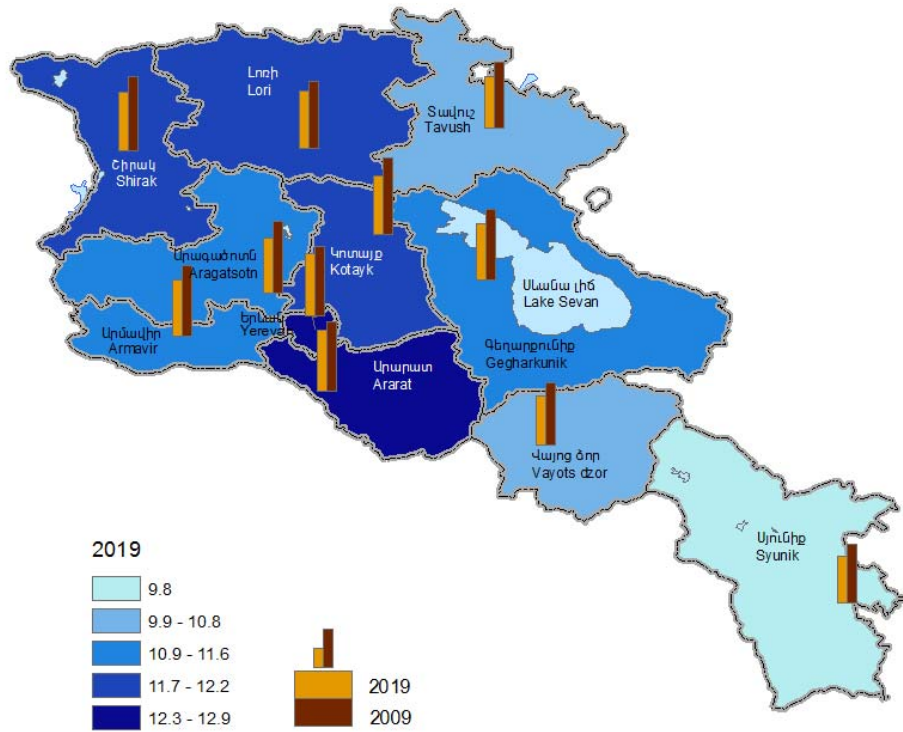 Լոռի
Lori
Տավուշ
Tavush
Շիրակ
Shirak
Արագածոտն
Aragatsotn
Կոտայք
Kotayk
Սևանա լիճ
Lake Sevan
Երևան
Yerevan
Արմավիր
Armavir
Գեղարքունիք
Gegharkunik
Արարատ
Ararat
Վայոց ձոր
Vayots dzor
Սյունիք
Syunik
2019
9.8
9.9 - 10.8
10.9 - 11.6
11.7 - 12.2
12.3 - 12.9
2019
2009